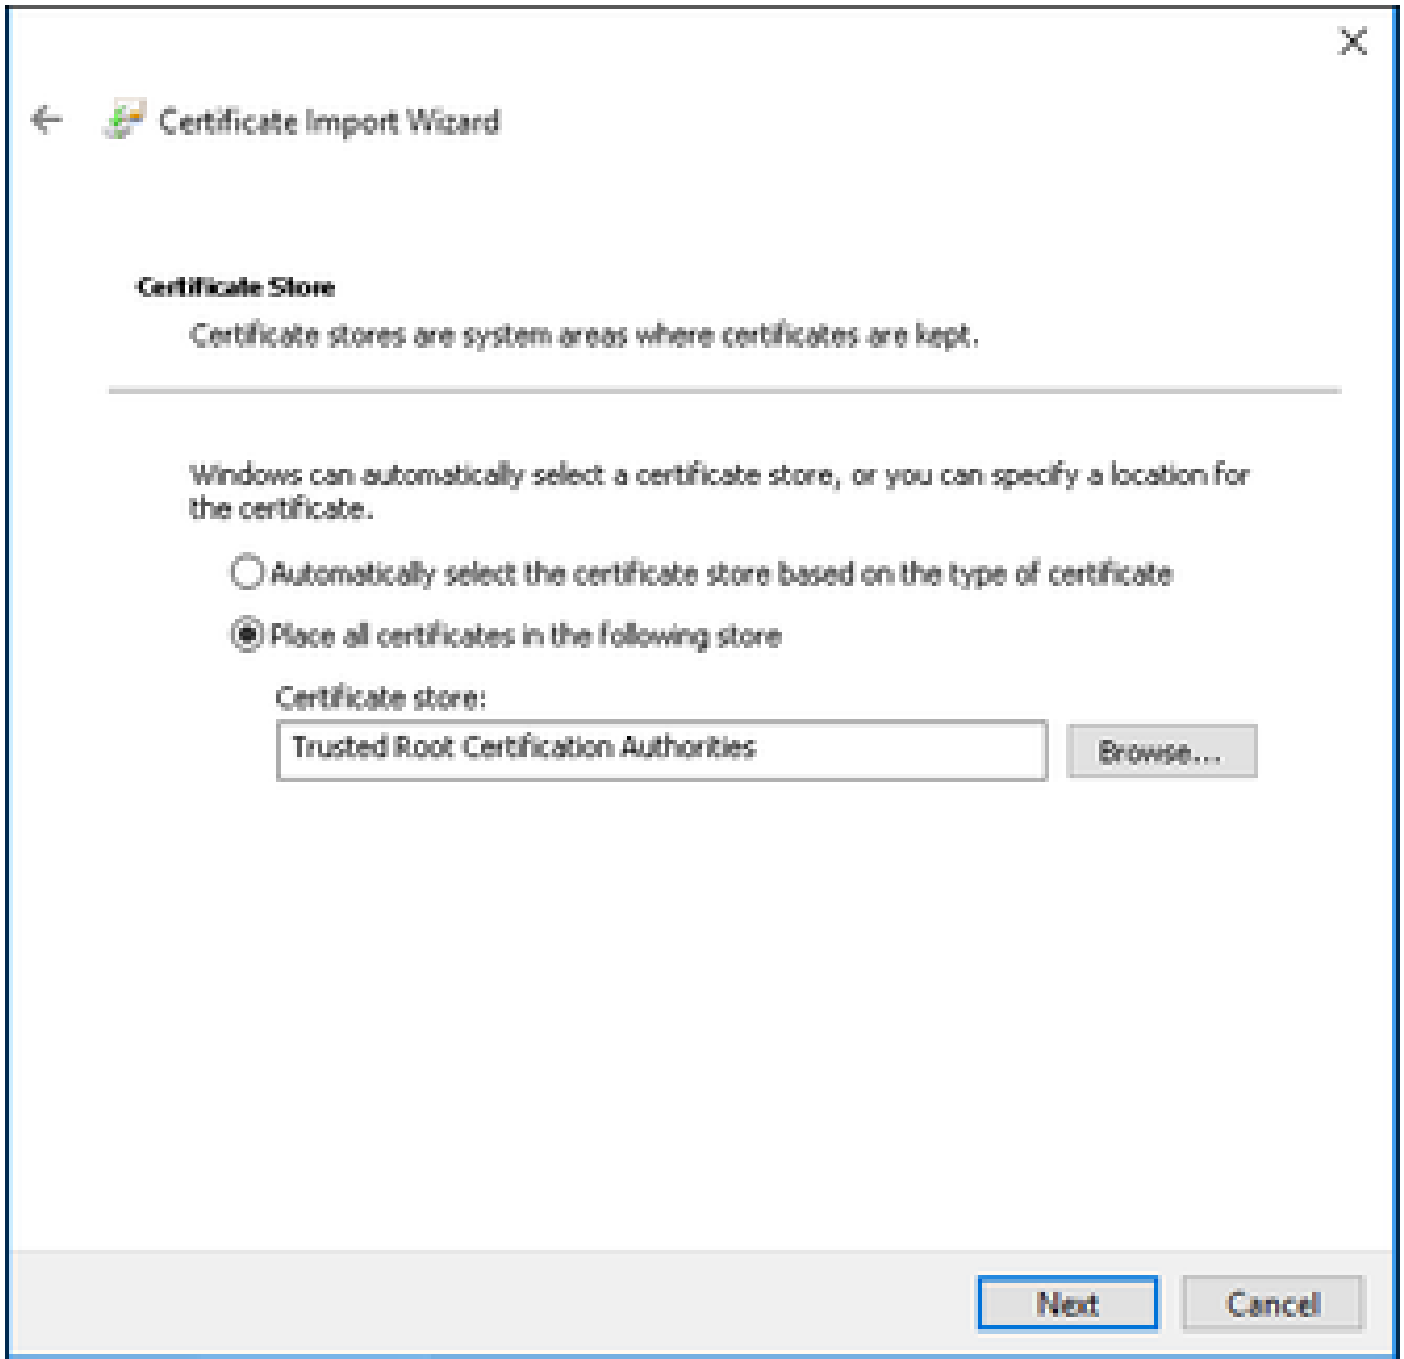 Certificate Import Wizard
Certificate Store
Certificate stores are system areas where certificates are kept.
Windows can automatically select a certificate store, or you can specify a location for
the certificate.
Automatically select the certificate store based on the type of certificate
Place all certificates in the following store
Certificate store:
Trusted Root Certification Authorities
Browse...
Next
Cancel